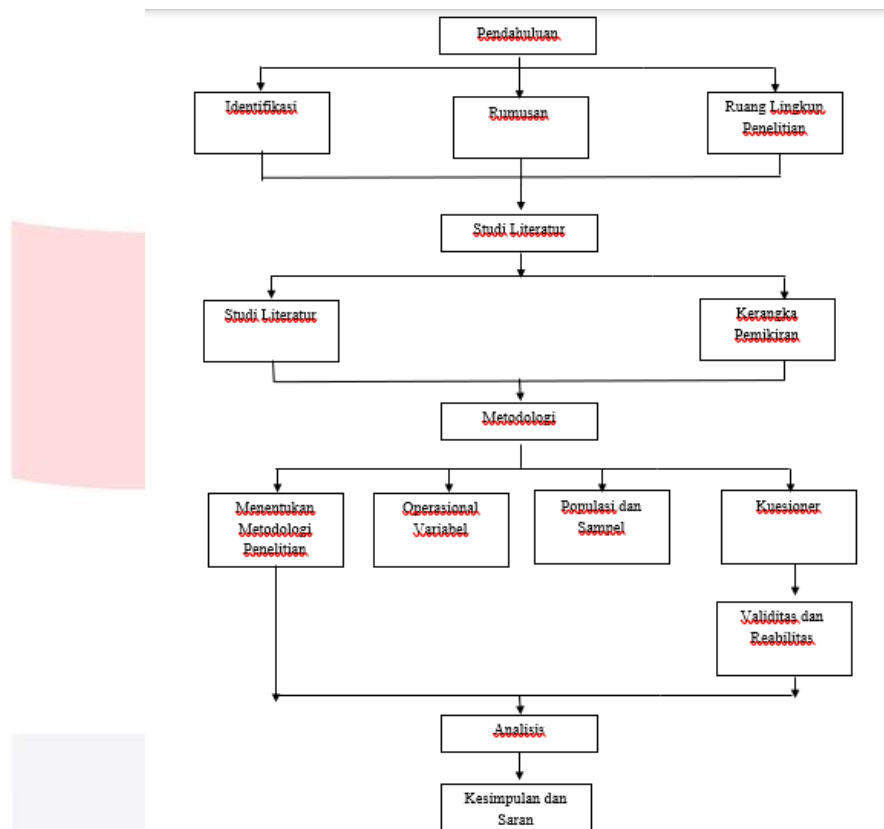 Pendahuluan
Identifikasi
Rumusan
Ruang Lingkup
Penelitian
Studi Literatur
Studi Literatur
Kerangka
Pemikiran
Metodologi
Menentukan
Metodologi
Penelitian
Operasional
Variabel
Populasi dan
Sampel
Kuesioner
Validitas dan
Reabilitas
Analisis
Kesimpulan dan
Saran